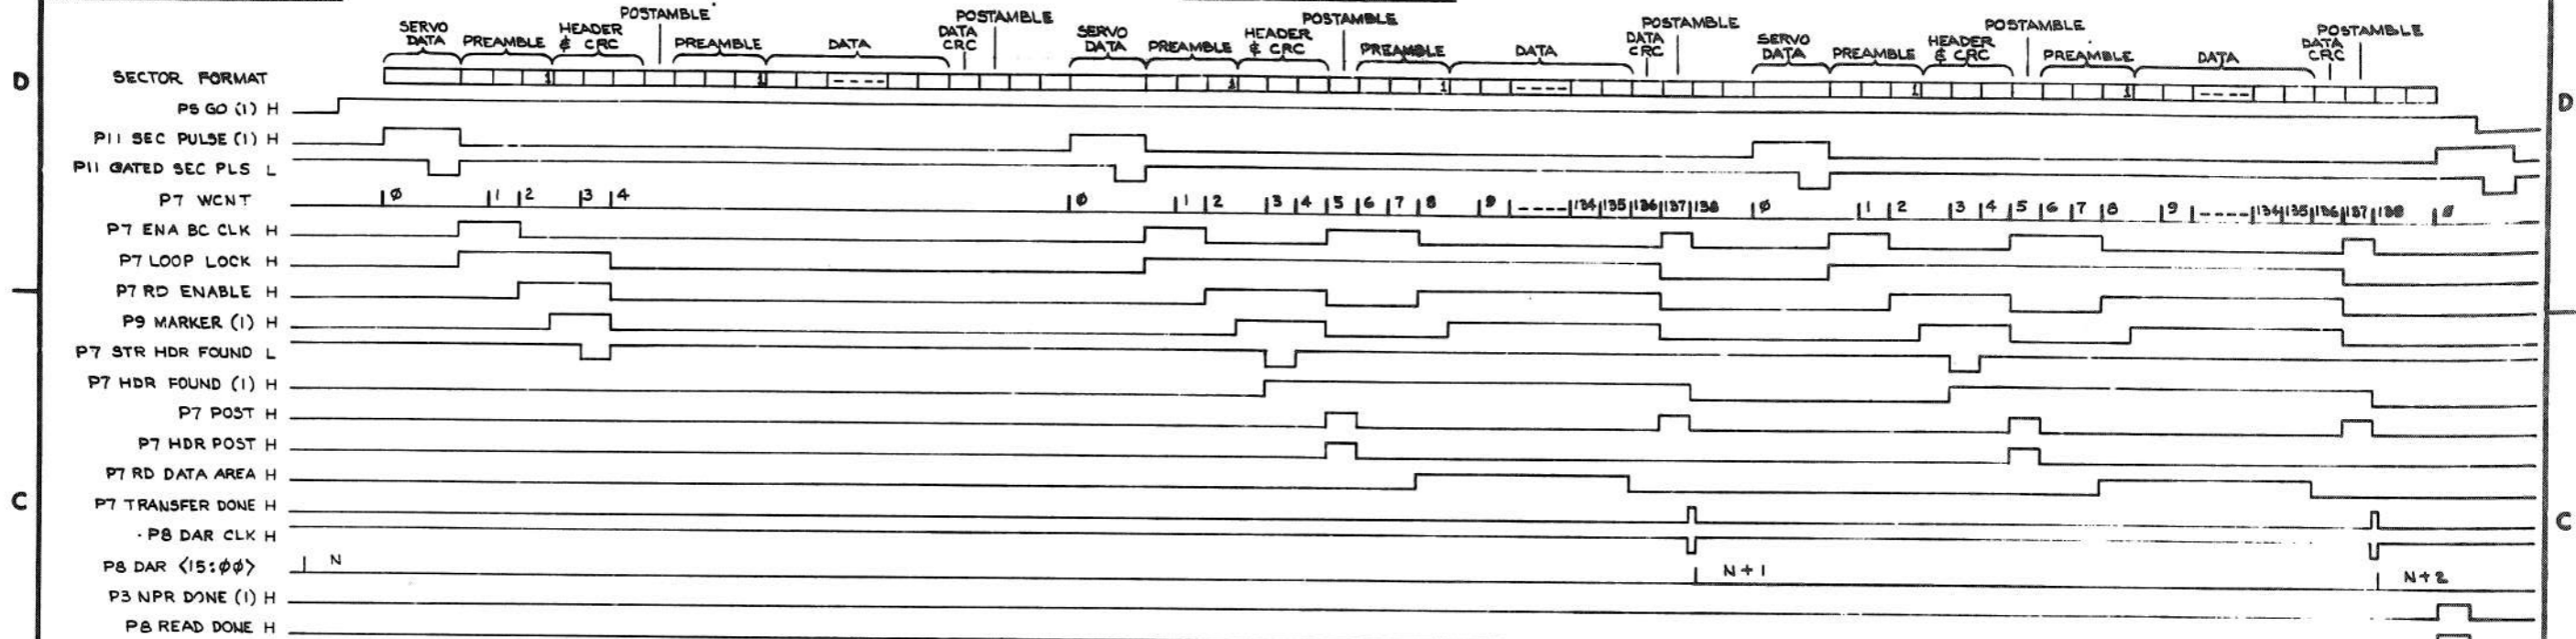 POSTAMBLE POSTAMBLE POSTAMBLE POSTAMBLE POSTAMBLE POSTAMBLE
SERVO DATA PREAMBLE HEADER & CRC PREAMBLE DATA DATA CRC SERVO DATA PREAMBLE HEADER & CRC PREAMBLE DATA DATA CRC SERVO DATA PREAMBLE HEADER & CRC PREAMBLE DATA DATA CRC
D SECTOR FORMAT 1 1 1 1 1 1 D
P5 GO (1) H
P11 SEC PULSE (1) H
P11 GATED SEC PLS L
P7 WCNT Ø 1 2 3 4 Ø 1 2 3 4 5 6 7 8 9 134 135 136 137 138 Ø 1 2 3 4 5 6 7 8 9 134 135 136 137 138 Ø
P7 ENA BC CLK H
P7 LOOP LOCK H
P7 RD ENABLE H
P9 MARKER (1) H
P7 STR HDR FOUND L
P7 HDR FOUND (1) H
P7 POST H
P7 HDR POST H
P7 RD DATA AREA H
C P7 TRANSFER DONE H C
P8 DAR CLK H
P8 DAR <15:ØØ> N N+1 N+2
P3 NPR DONE (1) H
P8 READ DONE H